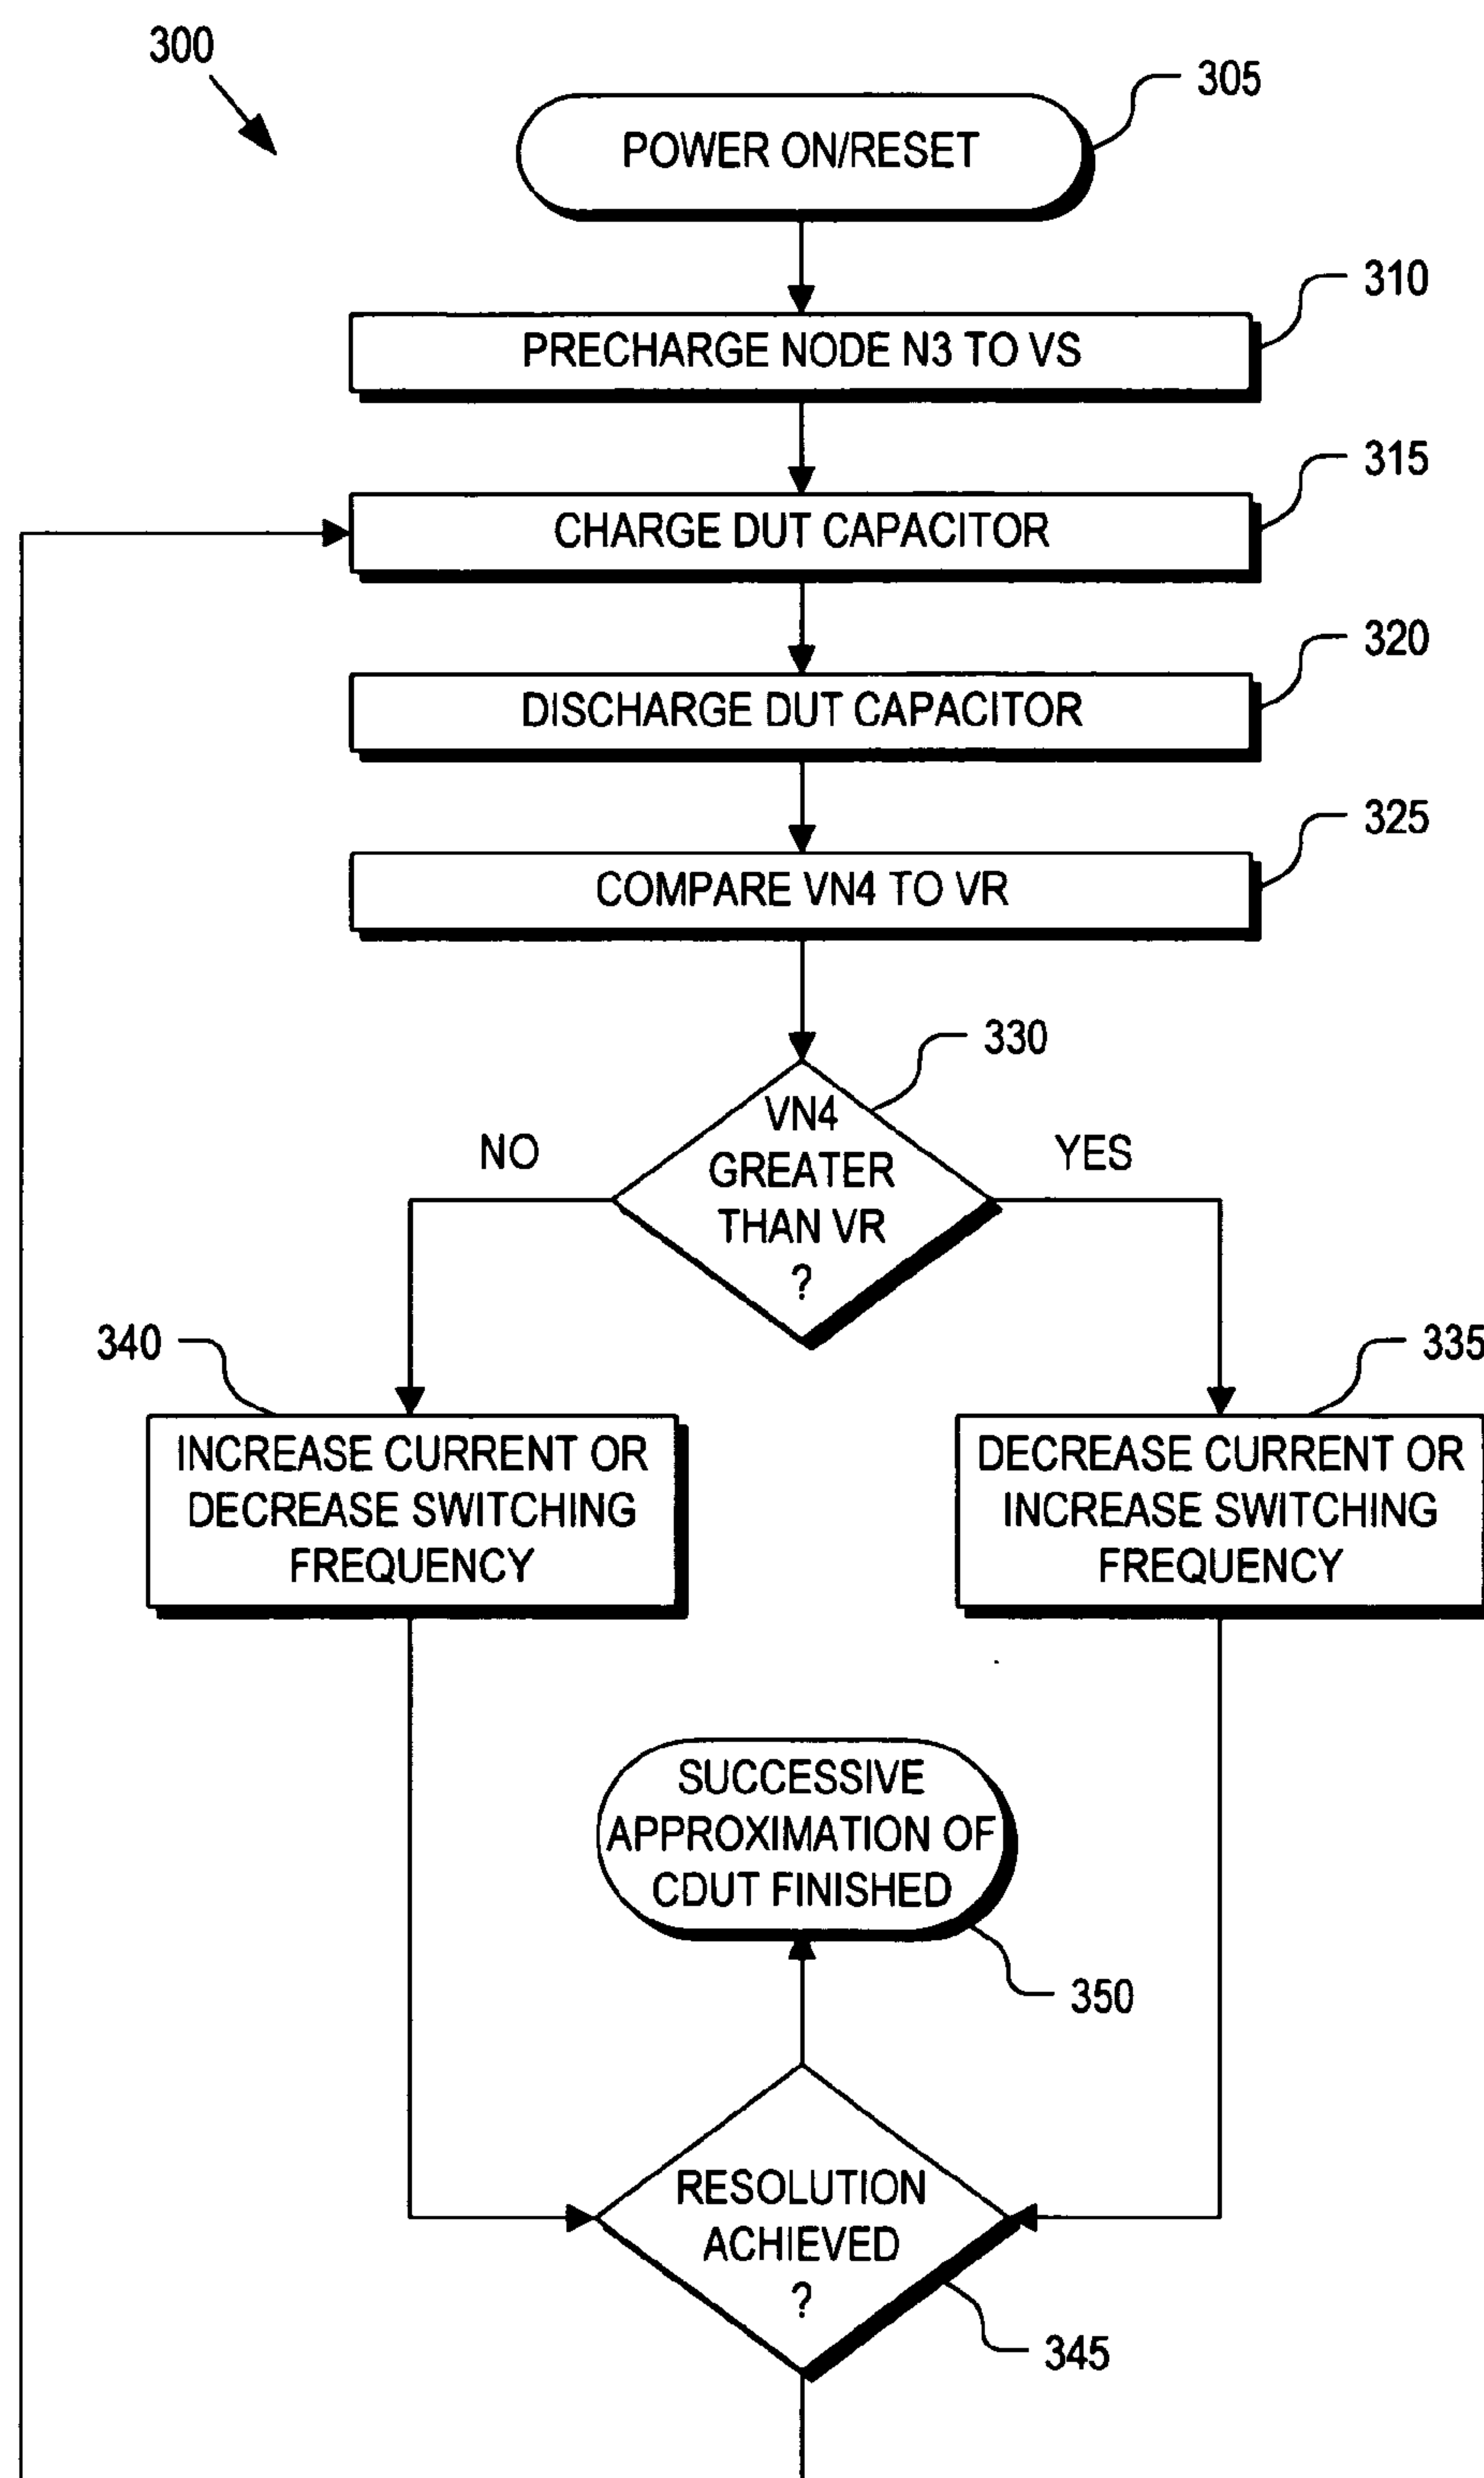 300
305
POWER ON/RESET
310
PRECHARGE NODE N3 TO VS
315
CHARGE DUT CAPACITOR
320
DISCHARGE DUT CAPACITOR
325
COMPARE VN4 TO VR
330
VN4
GREATER
THAN VR
?
NO
YES
340
335
INCREASE CURRENT OR
DECREASE SWITCHING
FREQUENCY
DECREASE CURRENT OR
INCREASE SWITCHING
FREQUENCY
SUCCESSIVE
APPROXIMATION OF
CDUT FINISHED
350
RESOLUTION
ACHIEVED
?
345